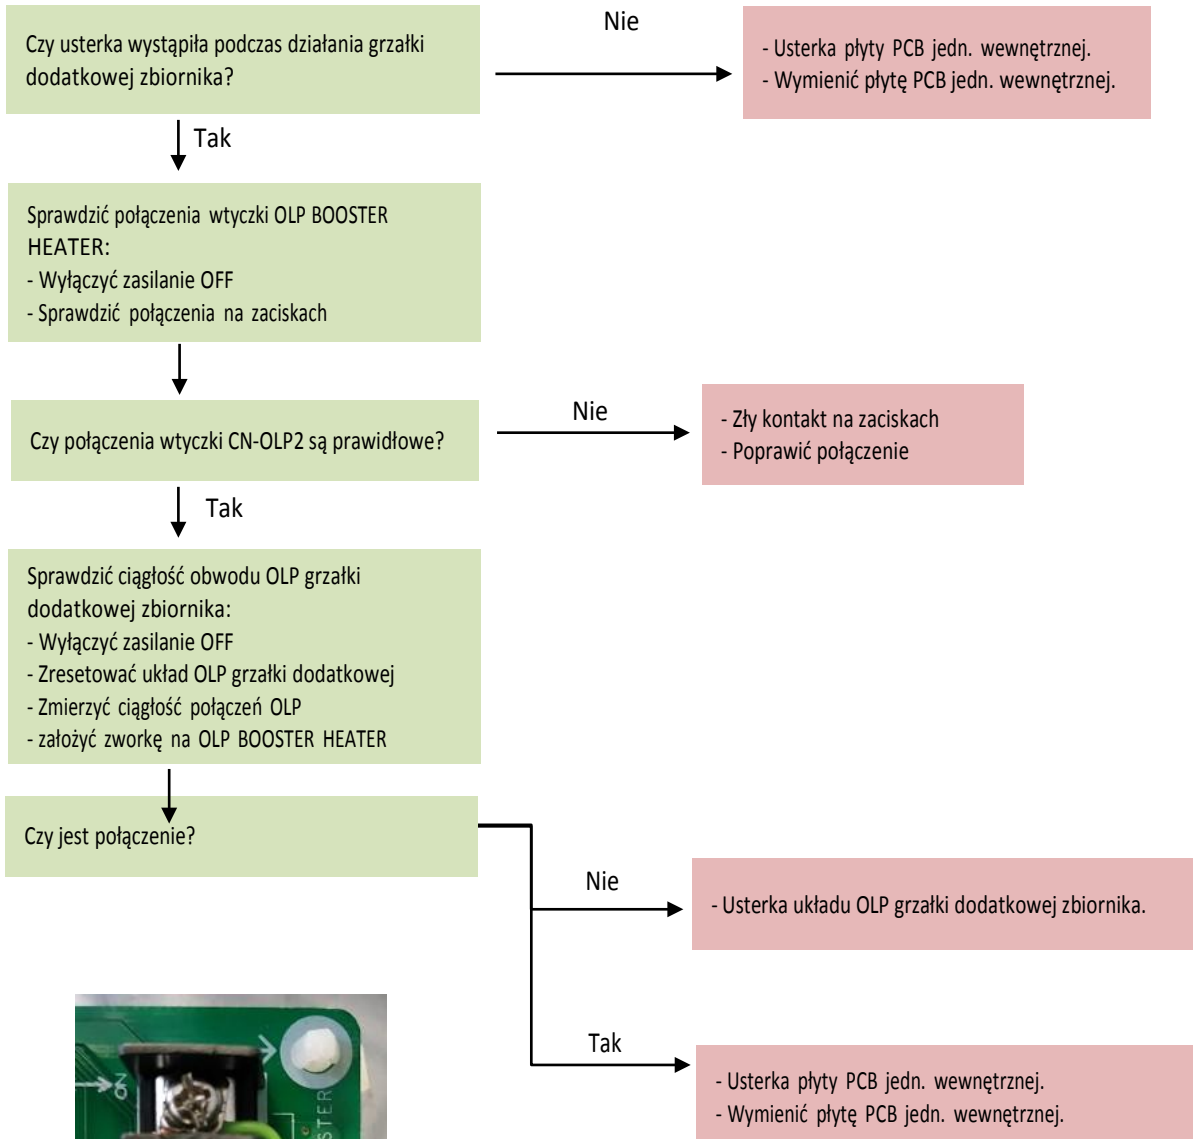 Czy usterka wystąpiła podczas działania grzałki
dodatkowej zbiornika?
Nie
- Usterka płyty PCB jedn. wewnętrznej.
- Wymienić płytę PCB jedn. wewnętrznej.
Tak
Sprawdzić połączenia wtyczki OLP BOOSTER
HEATER:
- Wyłączyć zasilanie OFF
- Sprawdzić połączenia na zaciskach
Czy połączenia wtyczki CN-OLP2 są prawidłowe?
Nie
- Zły kontakt na zaciskach
- Poprawić połączenie
Tak
Sprawdzić ciągłość obwodu OLP grzałki
dodatkowej zbiornika:
- Wyłączyć zasilanie OFF
- Zresetować układ OLP grzałki dodatkowej
- Zmierzyć ciągłość połączeń OLP
- założyć zworkę na OLP BOOSTER HEATER
Czy jest połączenie?
Nie
- Usterka układu OLP grzałki dodatkowej zbiornika.
Tak
- Usterka płyty PCB jedn. wewnętrznej.
- Wymienić płytę PCB jedn. wewnętrznej.
STER